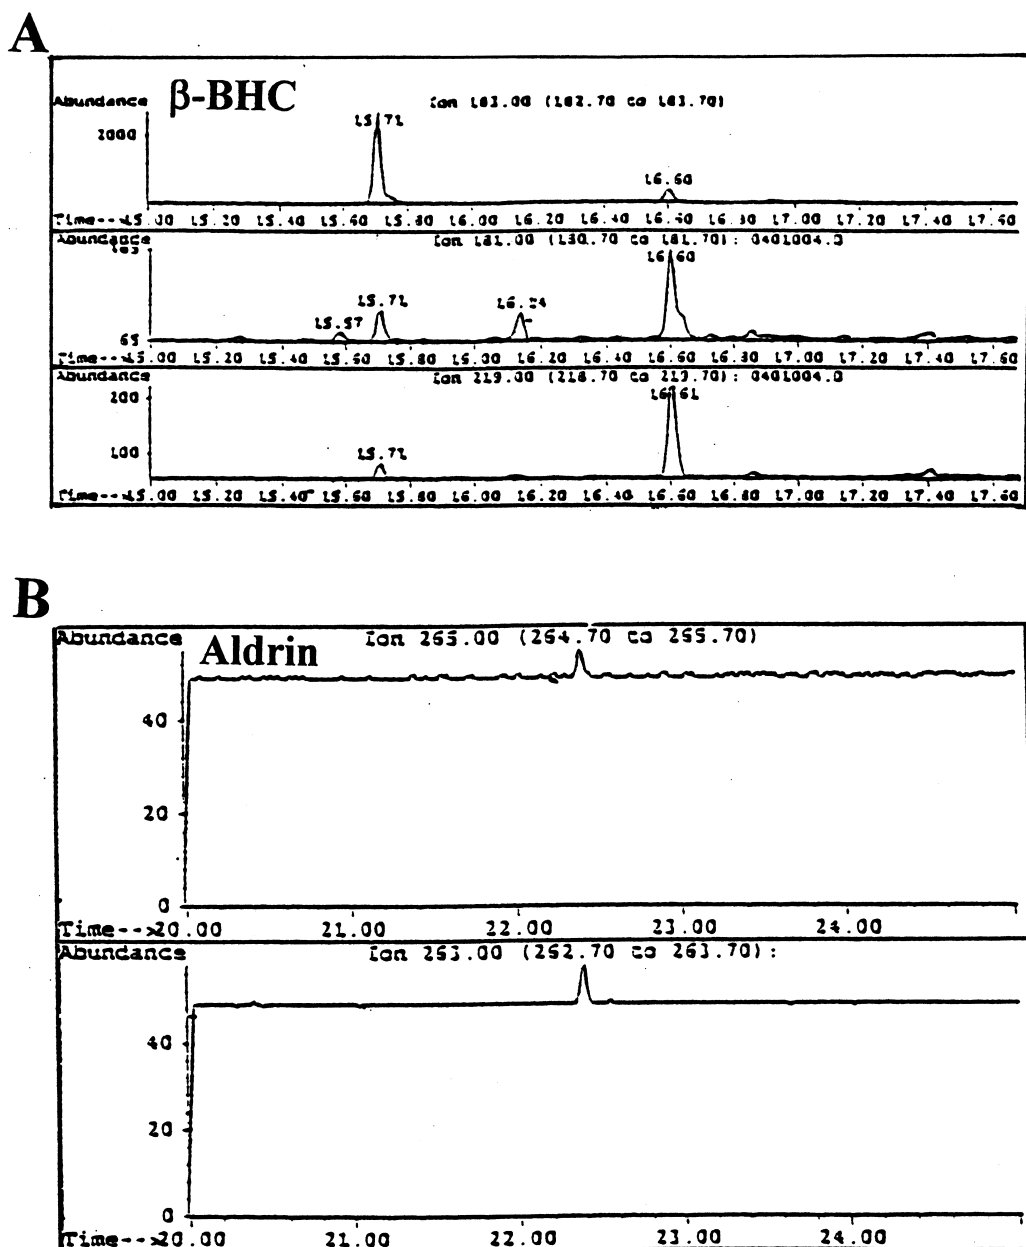 A
Abundance β-BHC Ion 183.00 (182.70 to 183.70)
15.71
2000
16.60
Time-->15.00 15.20 15.40 15.60 15.80 16.00 16.20 16.40 16.60 16.80 17.00 17.20 17.40 17.60
Abundance Ion 181.00 (180.70 to 181.70): 0401004.D
16.60
15.71
15.57
65
Time-->15.00 15.20 15.40 15.60 15.80 16.00 16.20 16.40 16.60 16.80 17.00 17.20 17.40 17.60
Abundance Ion 219.00 (218.70 to 219.70): 0401004.D
200
16.61
100
15.71
Time-->15.00 15.20 15.40 15.60 15.80 16.00 16.20 16.40 16.60 16.80 17.00 17.20 17.40 17.60
B
Abundance Aldrin Ion 265.00 (264.70 to 265.70)
40
20
0
Time-->20.00 21.00 22.00 23.00 24.00
Abundance Ion 263.00 (262.70 to 263.70):
40
20
0
Time-->20.00 21.00 22.00 23.00 24.00